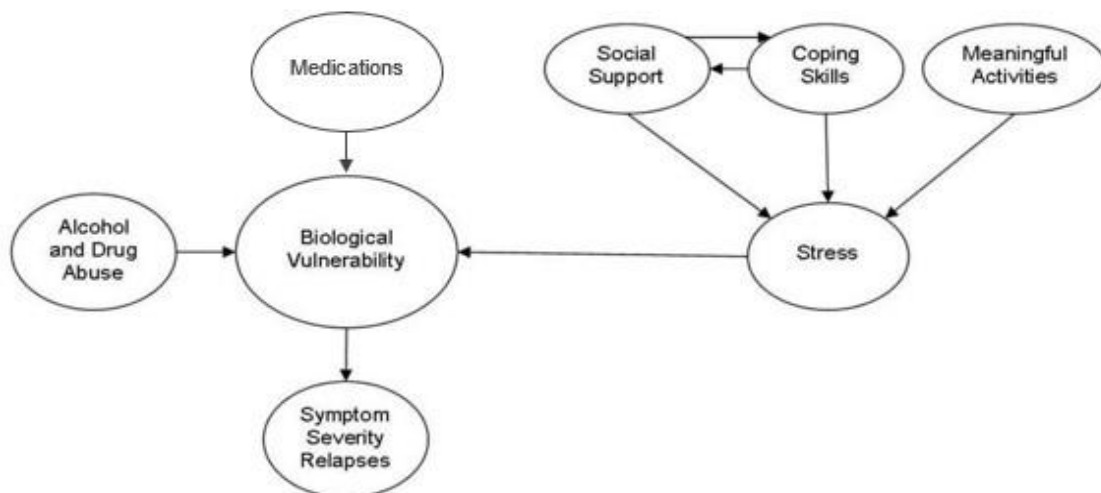 Medications
Social
Support
Coping
Skills
Meaningful
Activities
Alcohol
and Drug
Abuse
Biological
Vulnerability
Stress
Symptom
Severity
Relapses